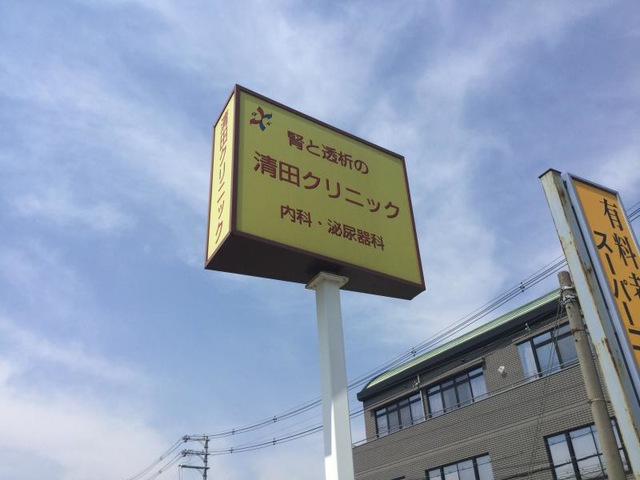 腎と透析の
清田クリニック
内科・泌尿器科
清田クリニック
有料
スーパー